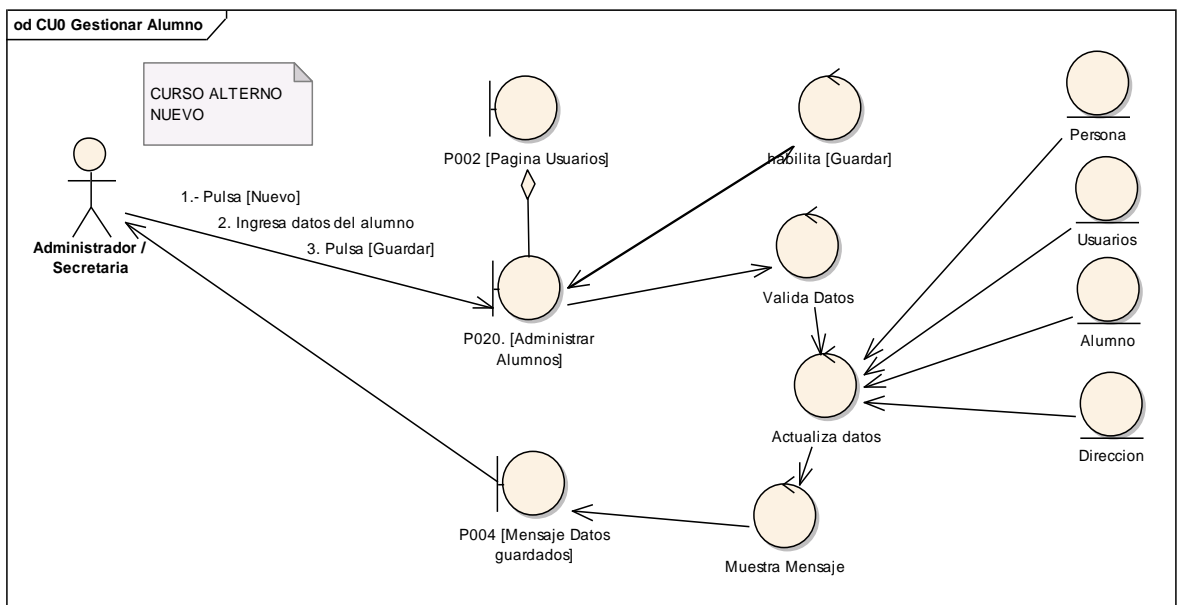 od CU0 Gestionar Alumno
CURSO ALTERNO
NUEVO
P002 [Pagina Usuarios]
habilita [Guardar]
Persona
1.- Pulsa [Nuevo]
2. Ingresa datos del alumno
3. Pulsa [Guardar]
Administrador /
Secretaria
Usuarios
Valida Datos
P020. [Administrar
Alumnos]
Alumno
Actualiza datos
Direccion
P004 [Mensaje Datos
guardados]
Muestra Mensaje